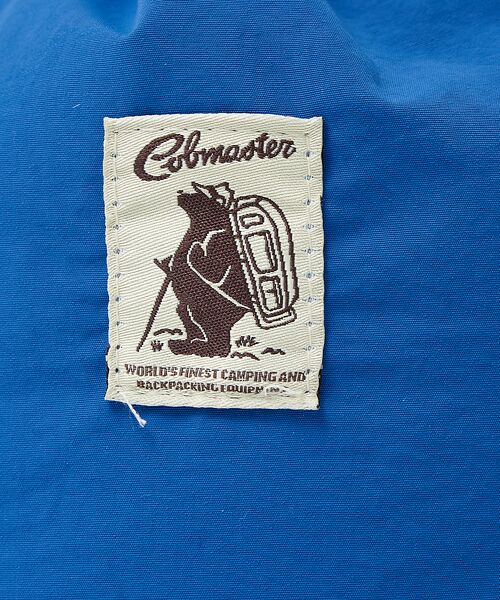 Cobmaster
WORLD'S FINEST CAMPING AND
BACKPACKING